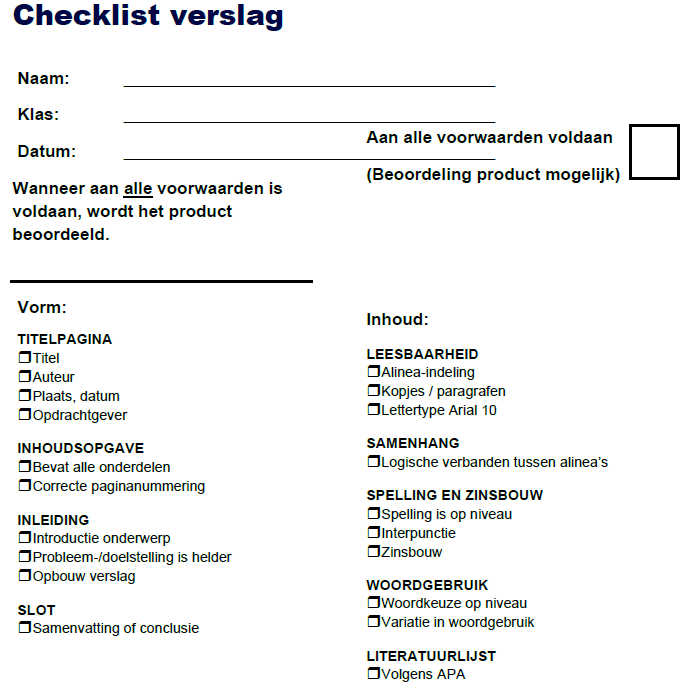 Checklist verslag
Naam:
Klas:
Datum:
Aan alle voorwaarden voldaan
(Beoordeling product mogelijk)
Wanneer aan alle voorwaarden is
voldaan, wordt het product
beoordeeld.
Vorm:
TITELPAGINA
Titel
Auteur
Plaats, datum
Opdrachtgever
INHOUDSOPGAVE
Bevat alle onderdelen
Correcte paginanummering
INLEIDING
Introductie onderwerp
Probleem-/doelstelling is helder
Opbouw verslag
SLOT
Samenvatting of conclusie
Inhoud:
LEESBAARHEID
Alinea-indeling
Kopjes / paragrafen
Lettertype Arial 10
SAMENHANG
Logische verbanden tussen alinea’s
SPELLING EN ZINSBOUW
Spelling is op niveau
Interpunctie
Zinsbouw
WOORDGEBRUIK
Woordkeuze op niveau
Variatie in woordgebruik
LITERATUURLIJST
Volgens APA